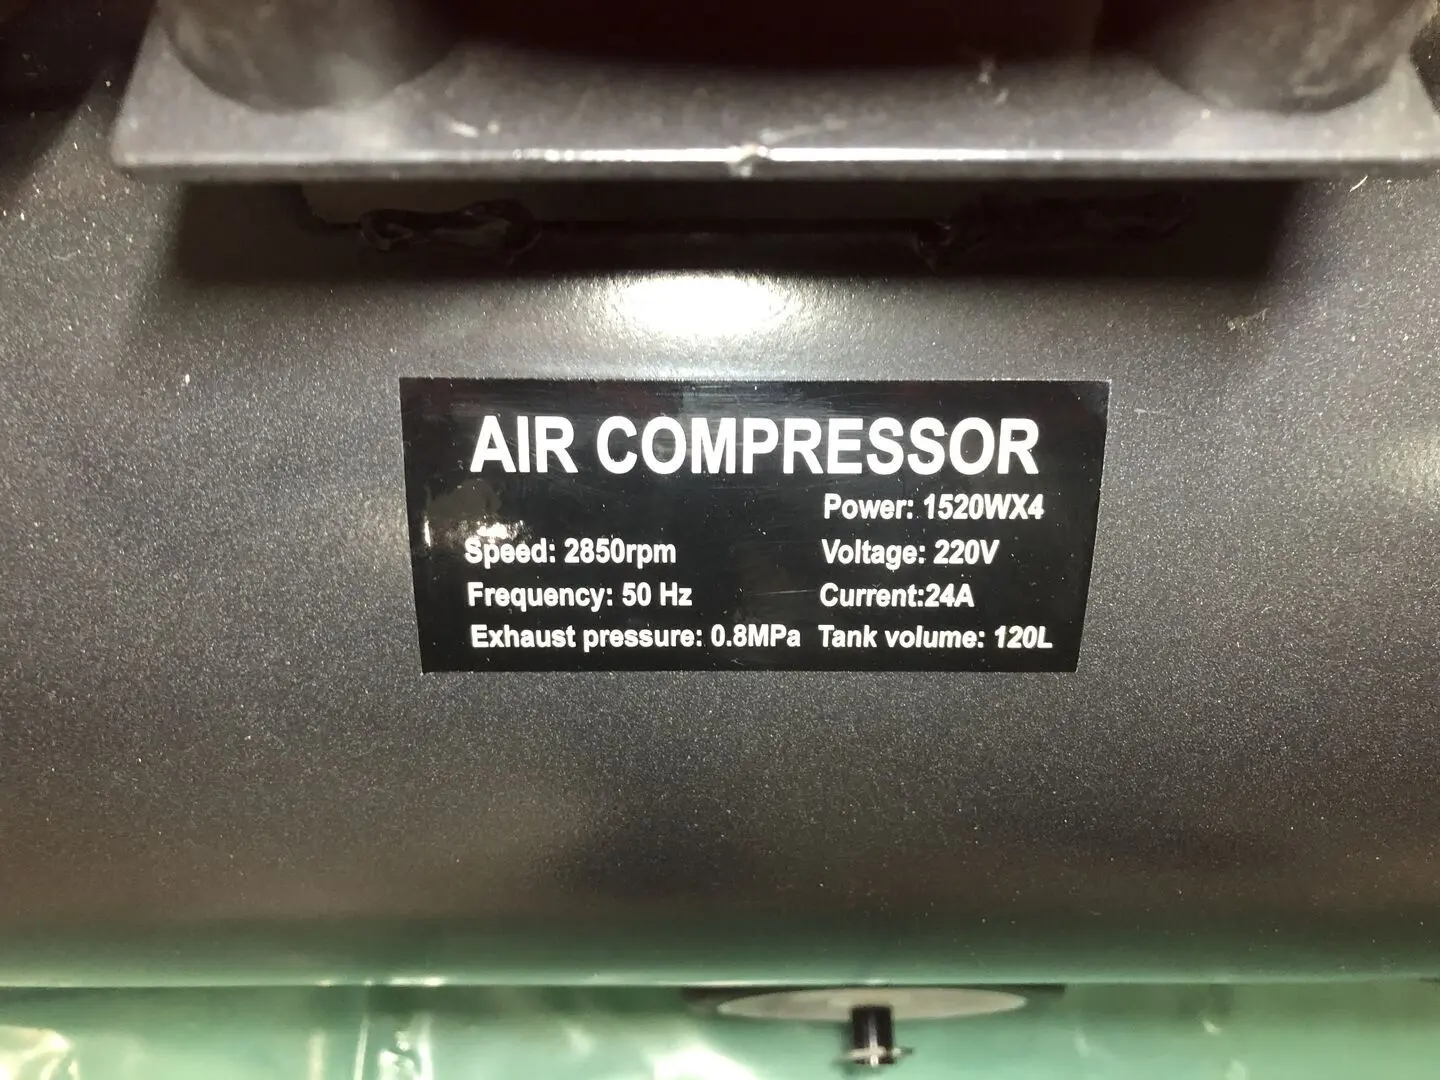 AIR COMPRESSOR
Power: 1520WX4
Speed: 2850rpm Voltage: 220V
Frequency: 50 Hz Current:24A
Exhaust pressure: 0.8MPa Tank volume: 120L